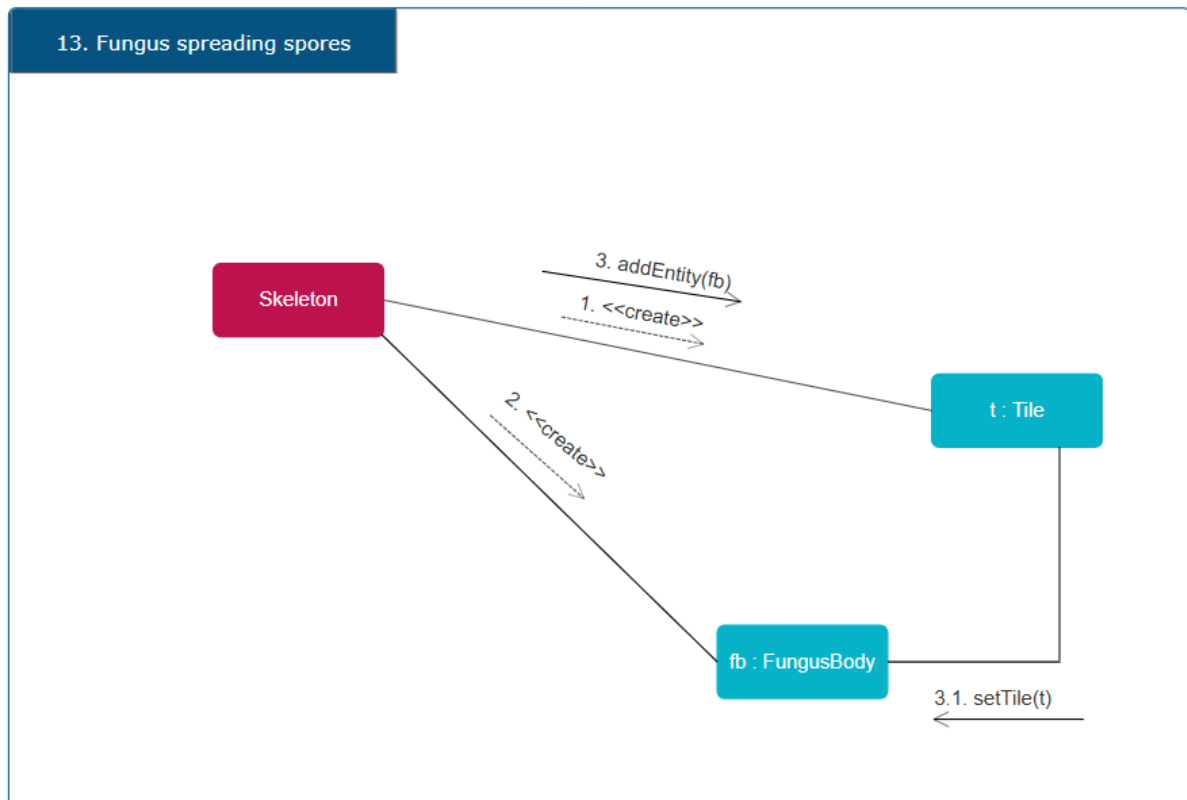 13. Fungus spreading spores
3. addEntity(fb)
Skeleton
1. <<create>>
2. <<create>>
t : Tile
fb : FungusBody
3.1. setTile(t)